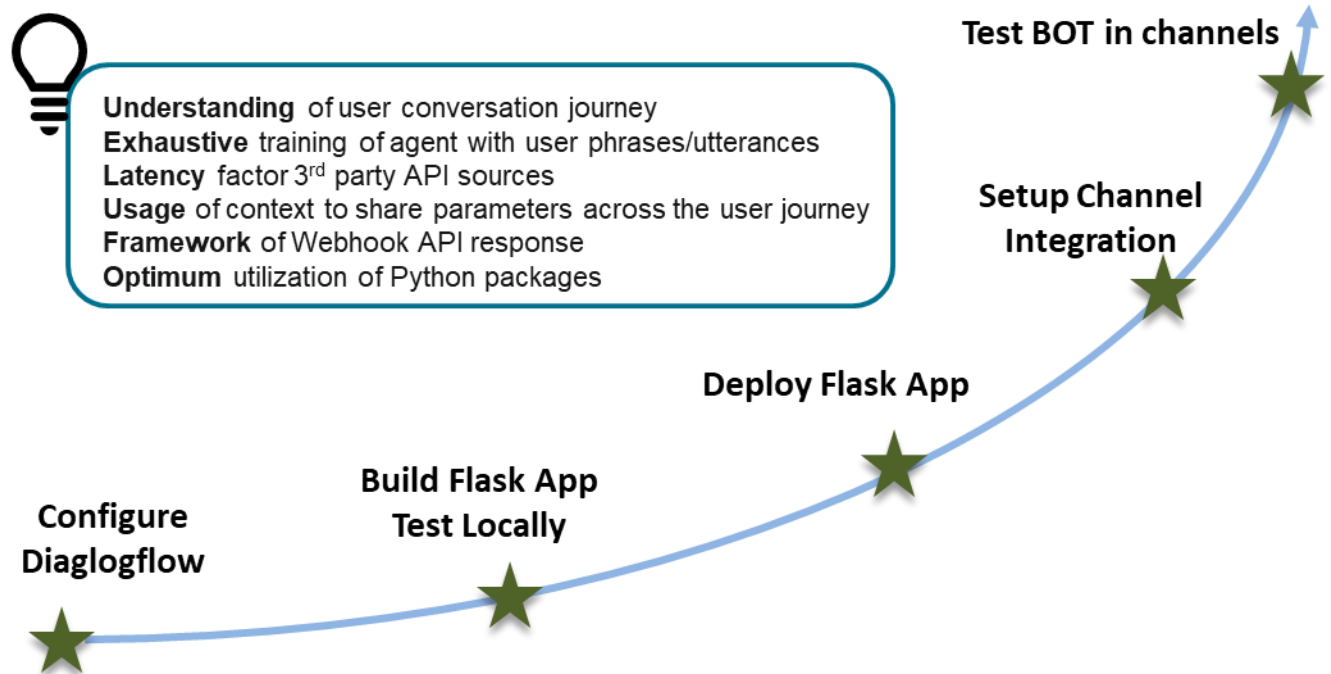 Test BOT in channels
Understanding of user conversation journey
Exhaustive training of agent with user phrases/utterances
Latency factor 3rd party API sources
Usage of context to share parameters across the user journey
Framework of Webhook API response
Optimum utilization of Python packages
Setup Channel
Integration
Deploy Flask App
Build Flask App
Test Locally
Configure
Diaglogflow